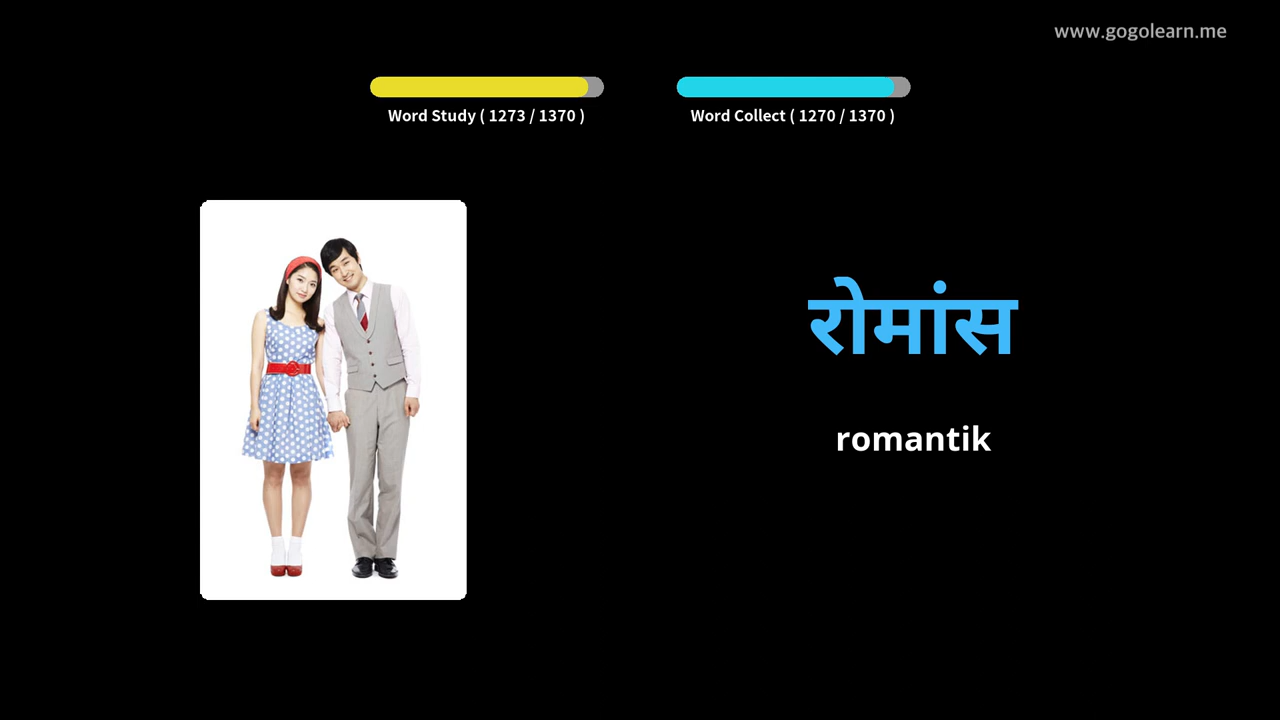 www.gogolearn.me
Word Study ( 1273 / 1370 )
Word Collect ( 1270 / 1370 )
रोमांस
romantik